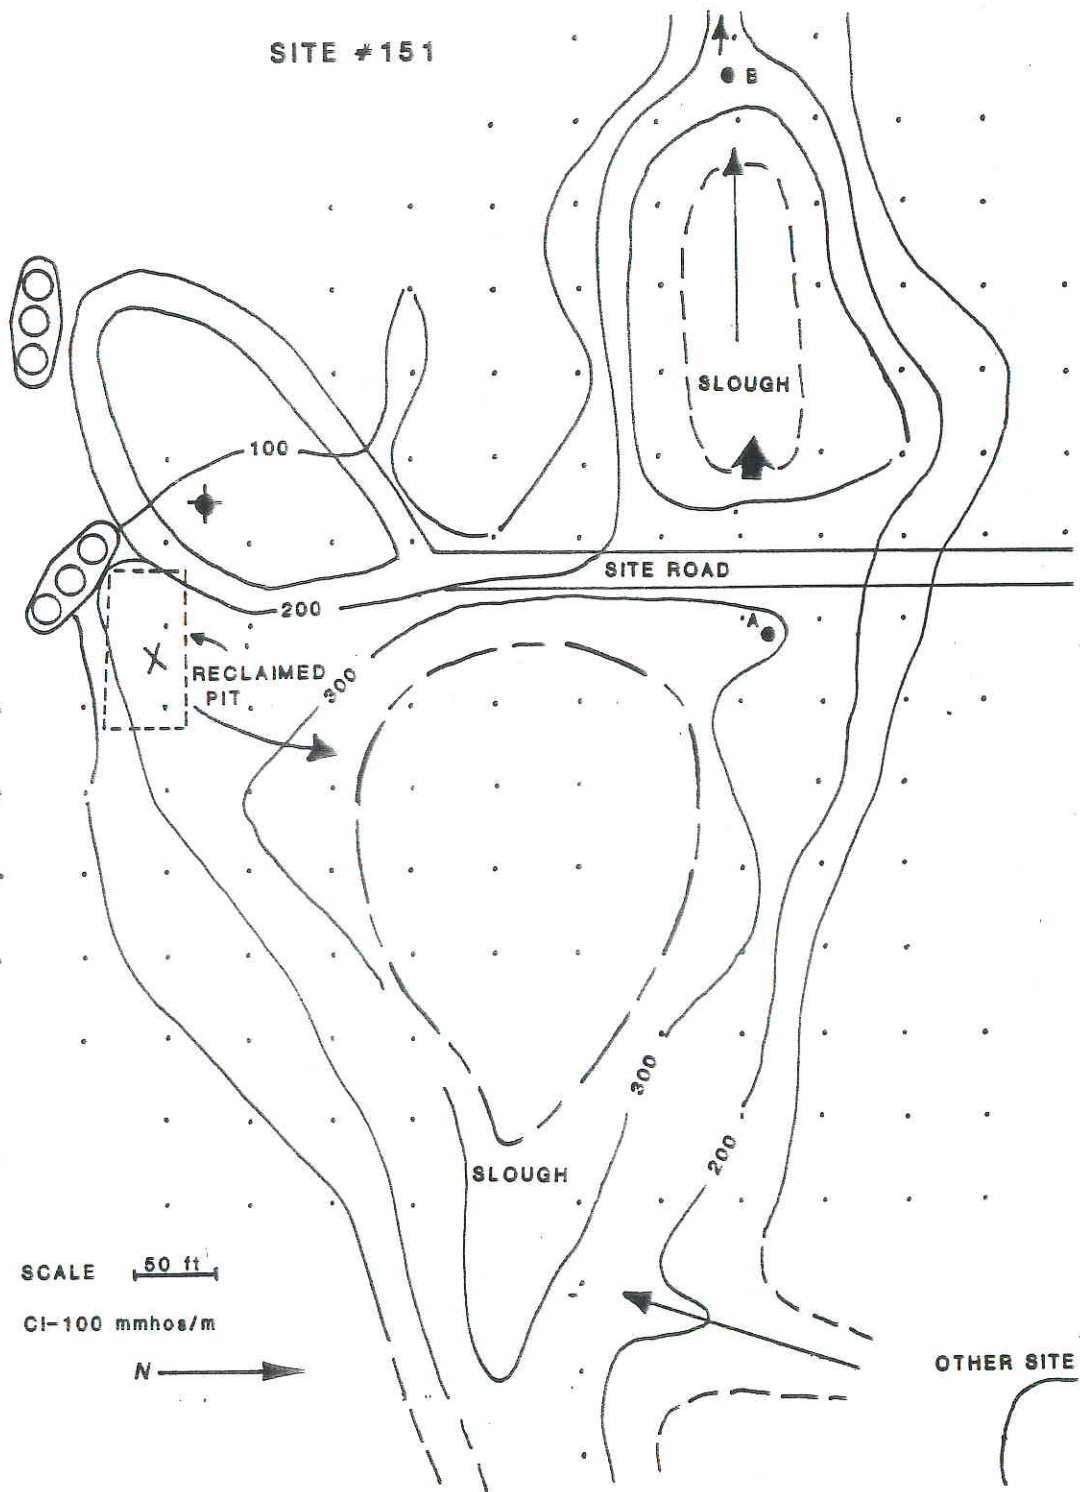 SITE #151
B
SLOUGH
100
SITE ROAD
200
A
X
RECLAIMED
PIT
300
300
200
SLOUGH
SCALE 50 ft
CI-100 mmhos/m
N
OTHER SITE